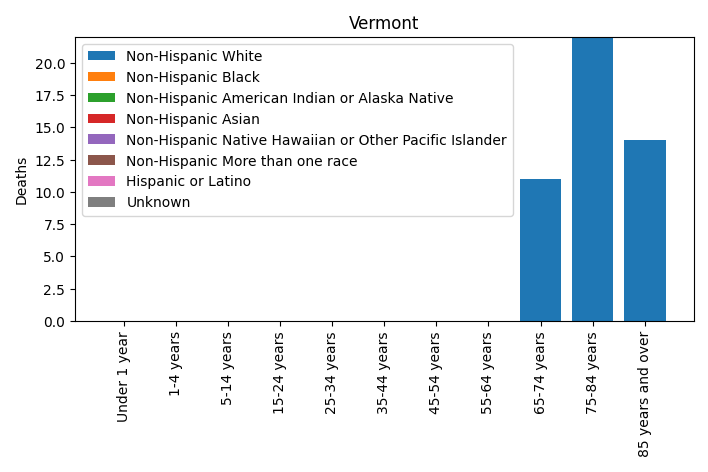 Vermont
Deaths
20.0
17.5
15.0
12.5
10.0
7.5
5.0
2.5
0.0
Non-Hispanic White
Non-Hispanic Black
Non-Hispanic American Indian or Alaska Native
Non-Hispanic Asian
Non-Hispanic Native Hawaiian or Other Pacific Islander
Non-Hispanic More than one race
Hispanic or Latino
Unknown
Under 1 year
1-4 years
5-14 years
15-24 years
25-34 years
35-44 years
45-54 years
55-64 years
65-74 years
75-84 years
85 years and over